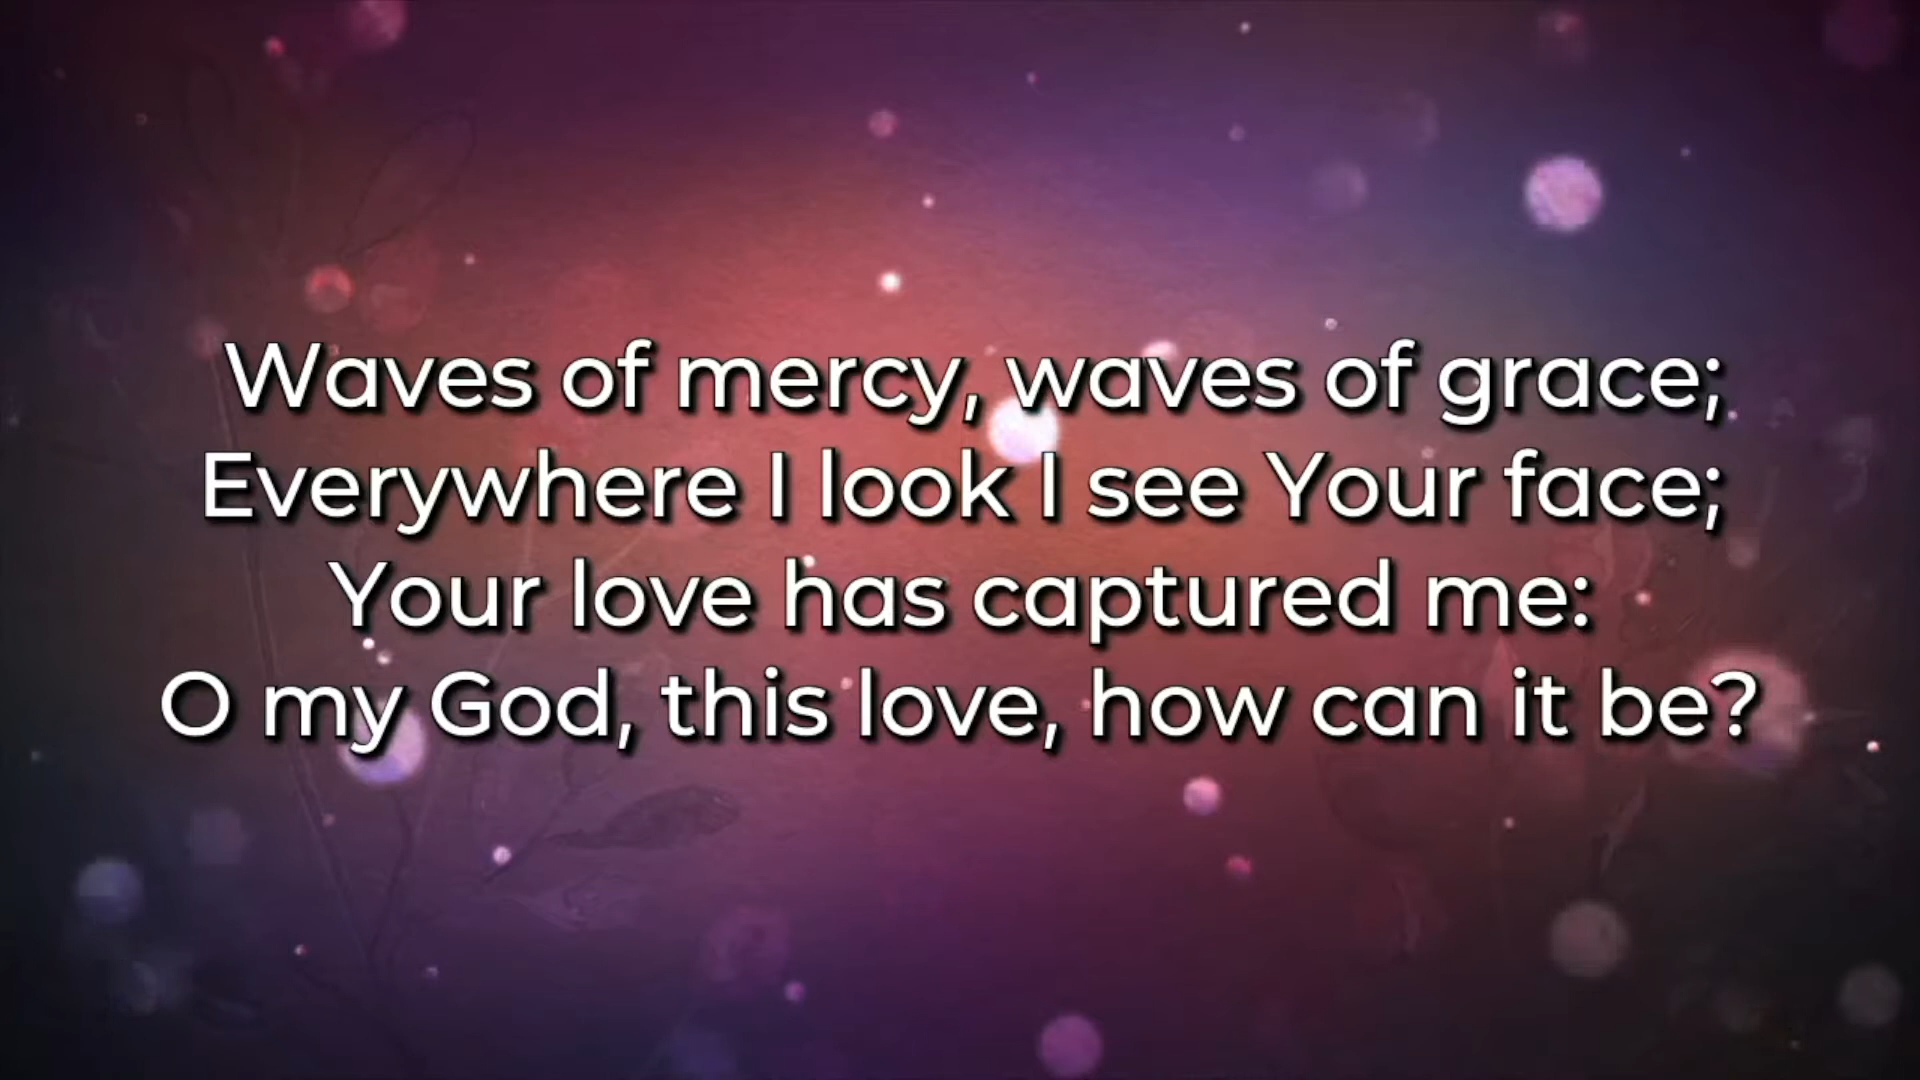 Waves of mercy, waves of grace;
Everywhere I look I see Your face;
Your love has captured me:
O my God, this love, how can it be?